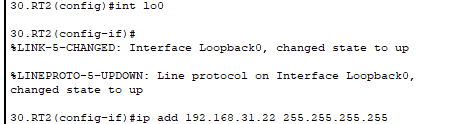 30.RT2(config)#int lo0
30.RT2(config-if)#
%LINK-5-CHANGED: Interface Loopback0, changed state to up
%LINEPROTO-5-UPDOWN: Line protocol on Interface Loopback0,
changed state to up
30.RT2(config-if)#ip add 192.168.31.22 255.255.255.255